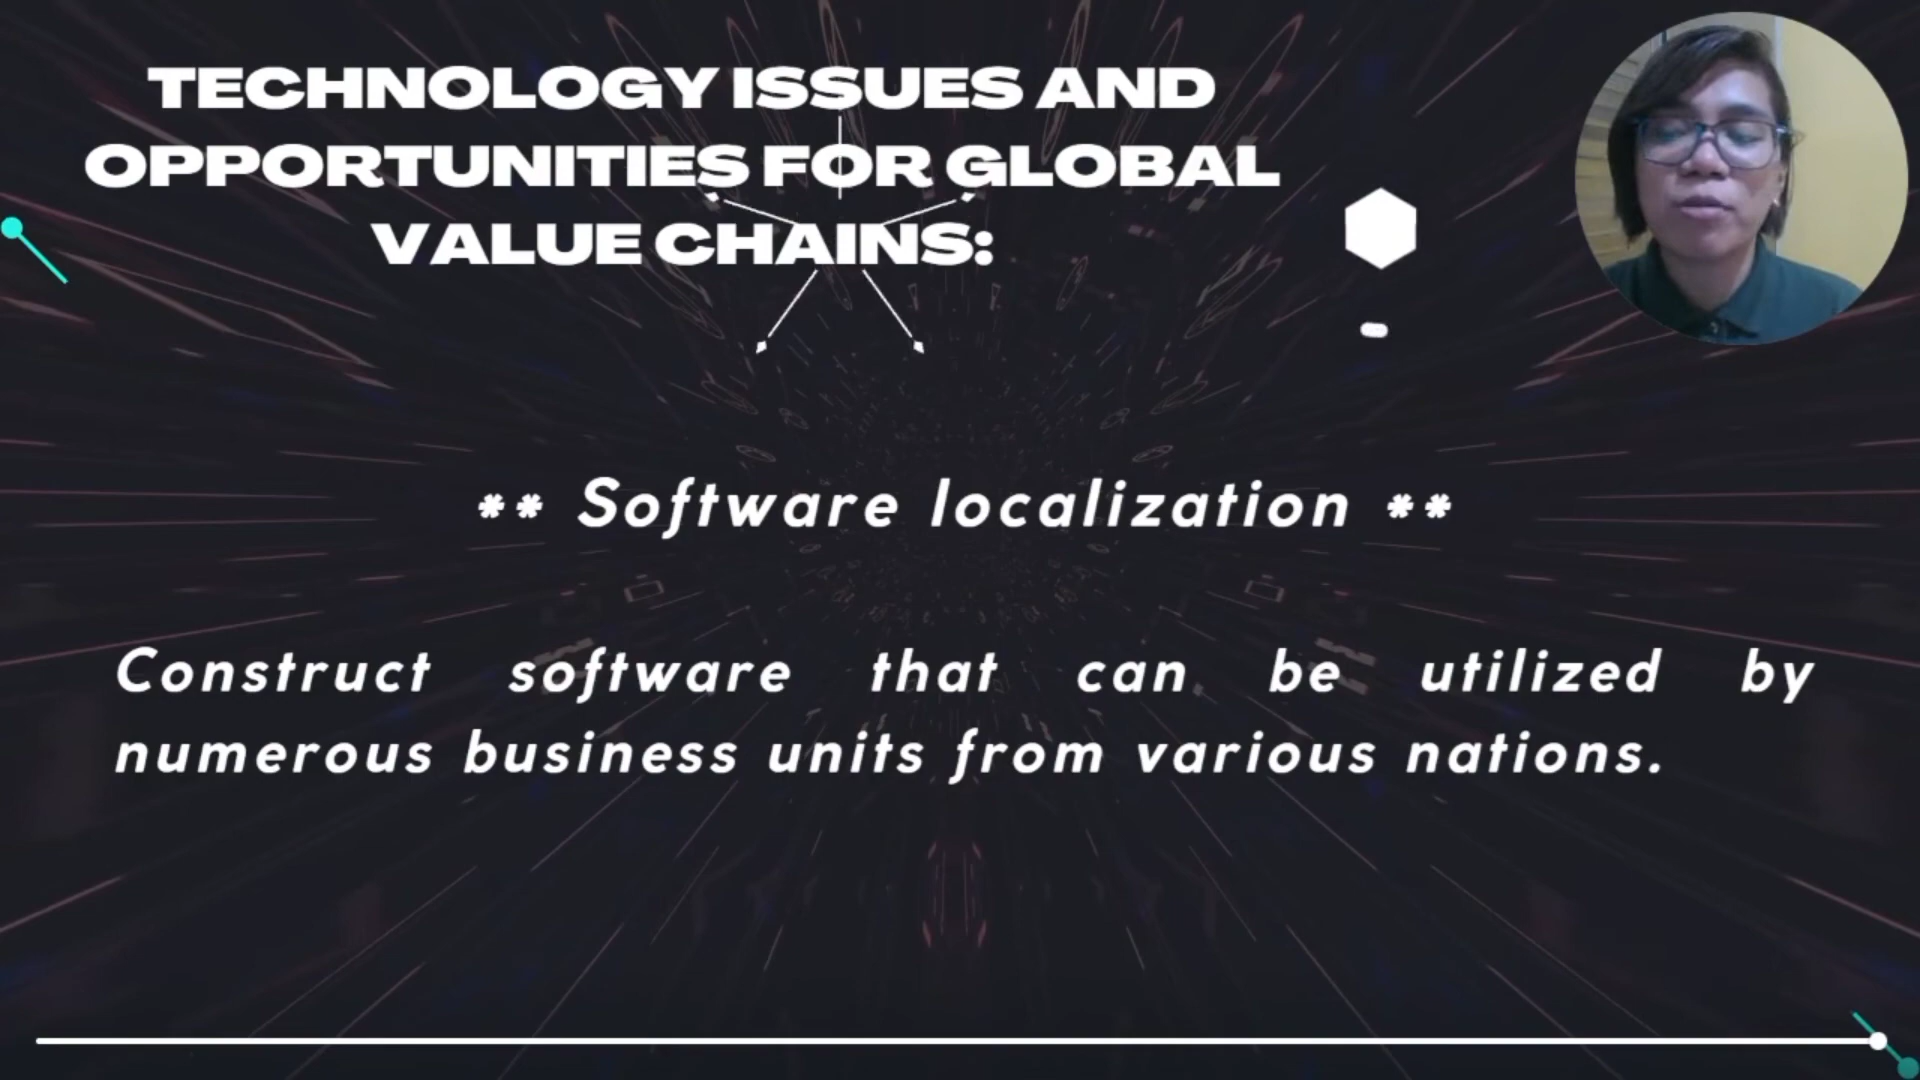 TECHNOLOGY ISSUES AND
OPPORTUNITIES FOR GLOBAL
VALUE CHAINS:
** Software localization **
Construct software that can be utilized by
numerous business units from various nations.